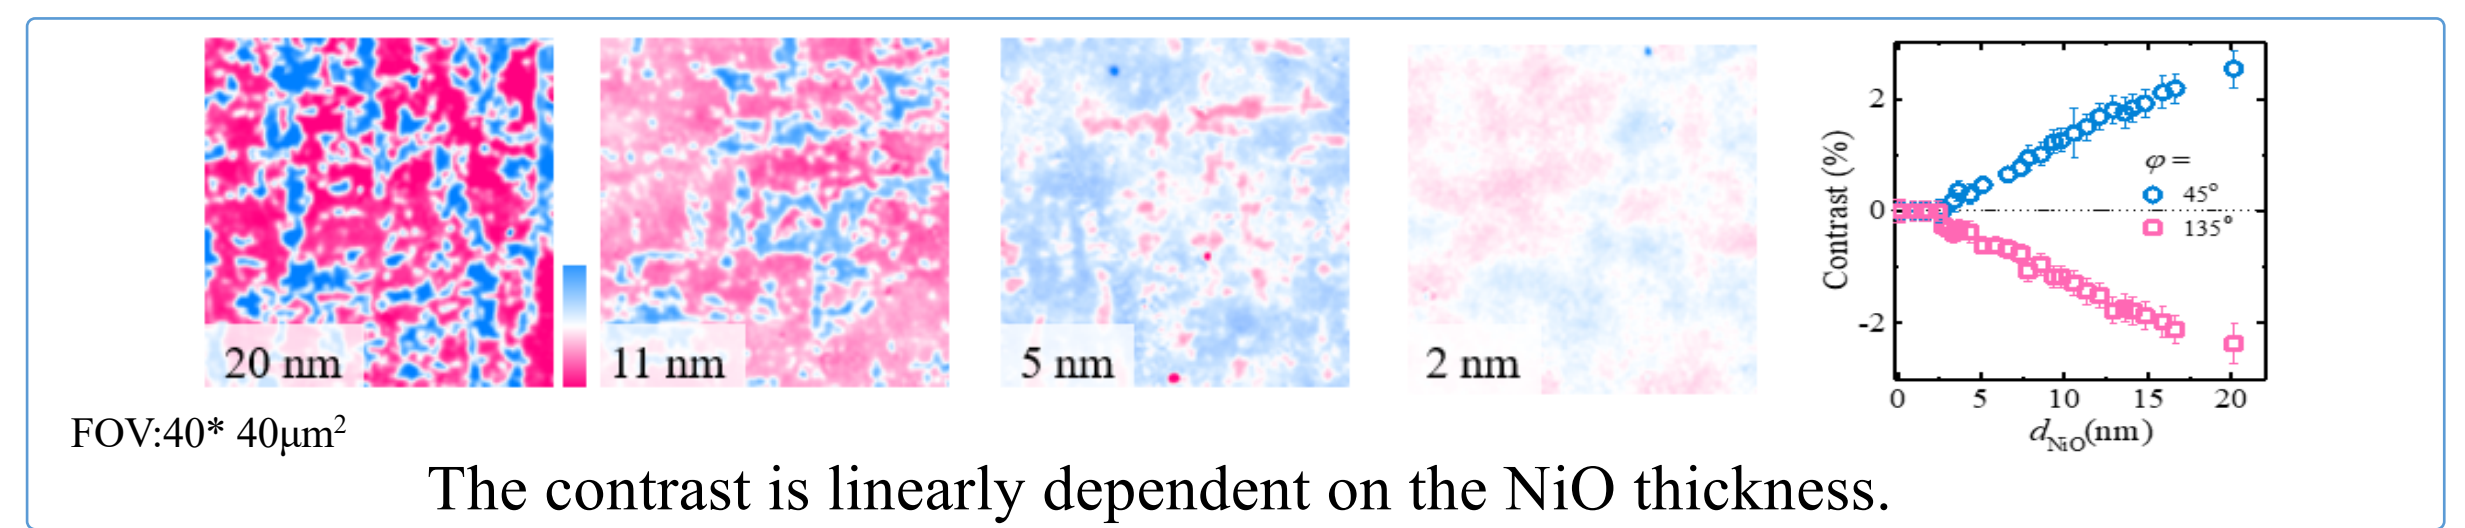 20 nm
11 nm
5 nm
2 nm
FOV:40* 40μm²
Contrast (%)
2
0
-2
φ =
45°
135°
0 5 10 15 20
dNiO(nm)
The contrast is linearly dependent on the NiO thickness.